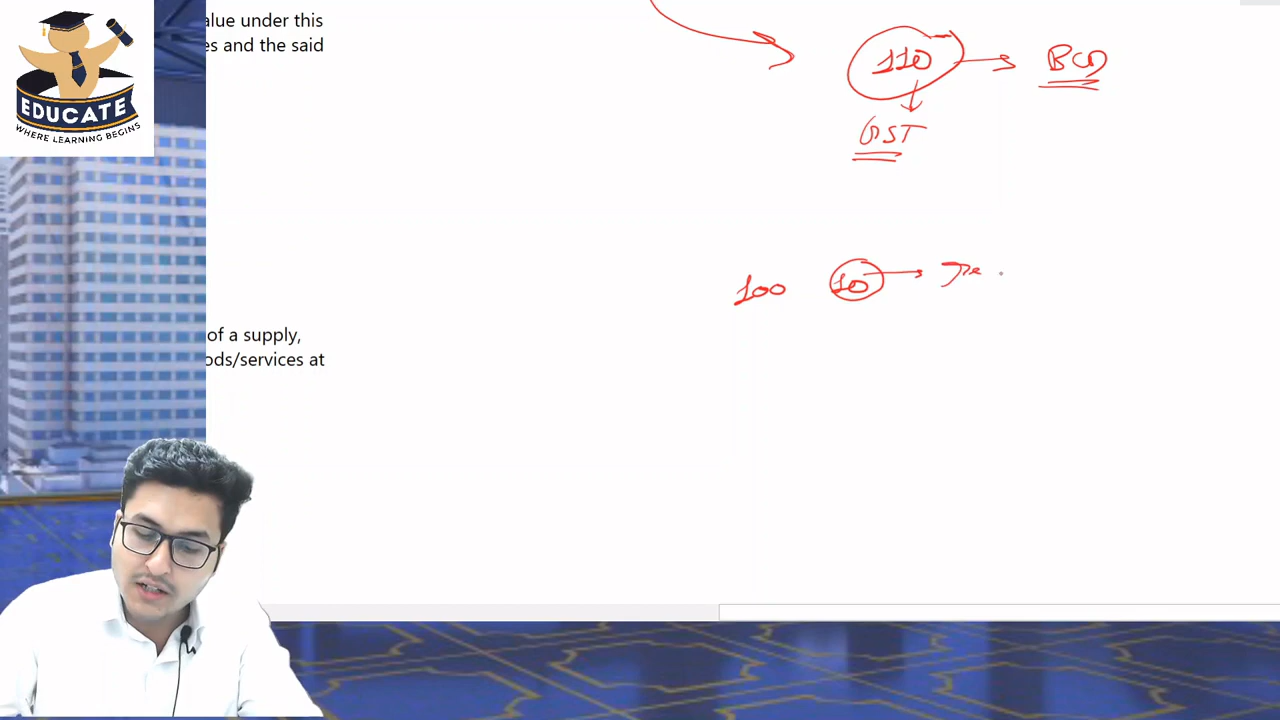 EDUCATE
WHERE LEARNING BEGINS
alue under this
es and the said
110 BCD
GST
100 10
of a supply,
ods/services at